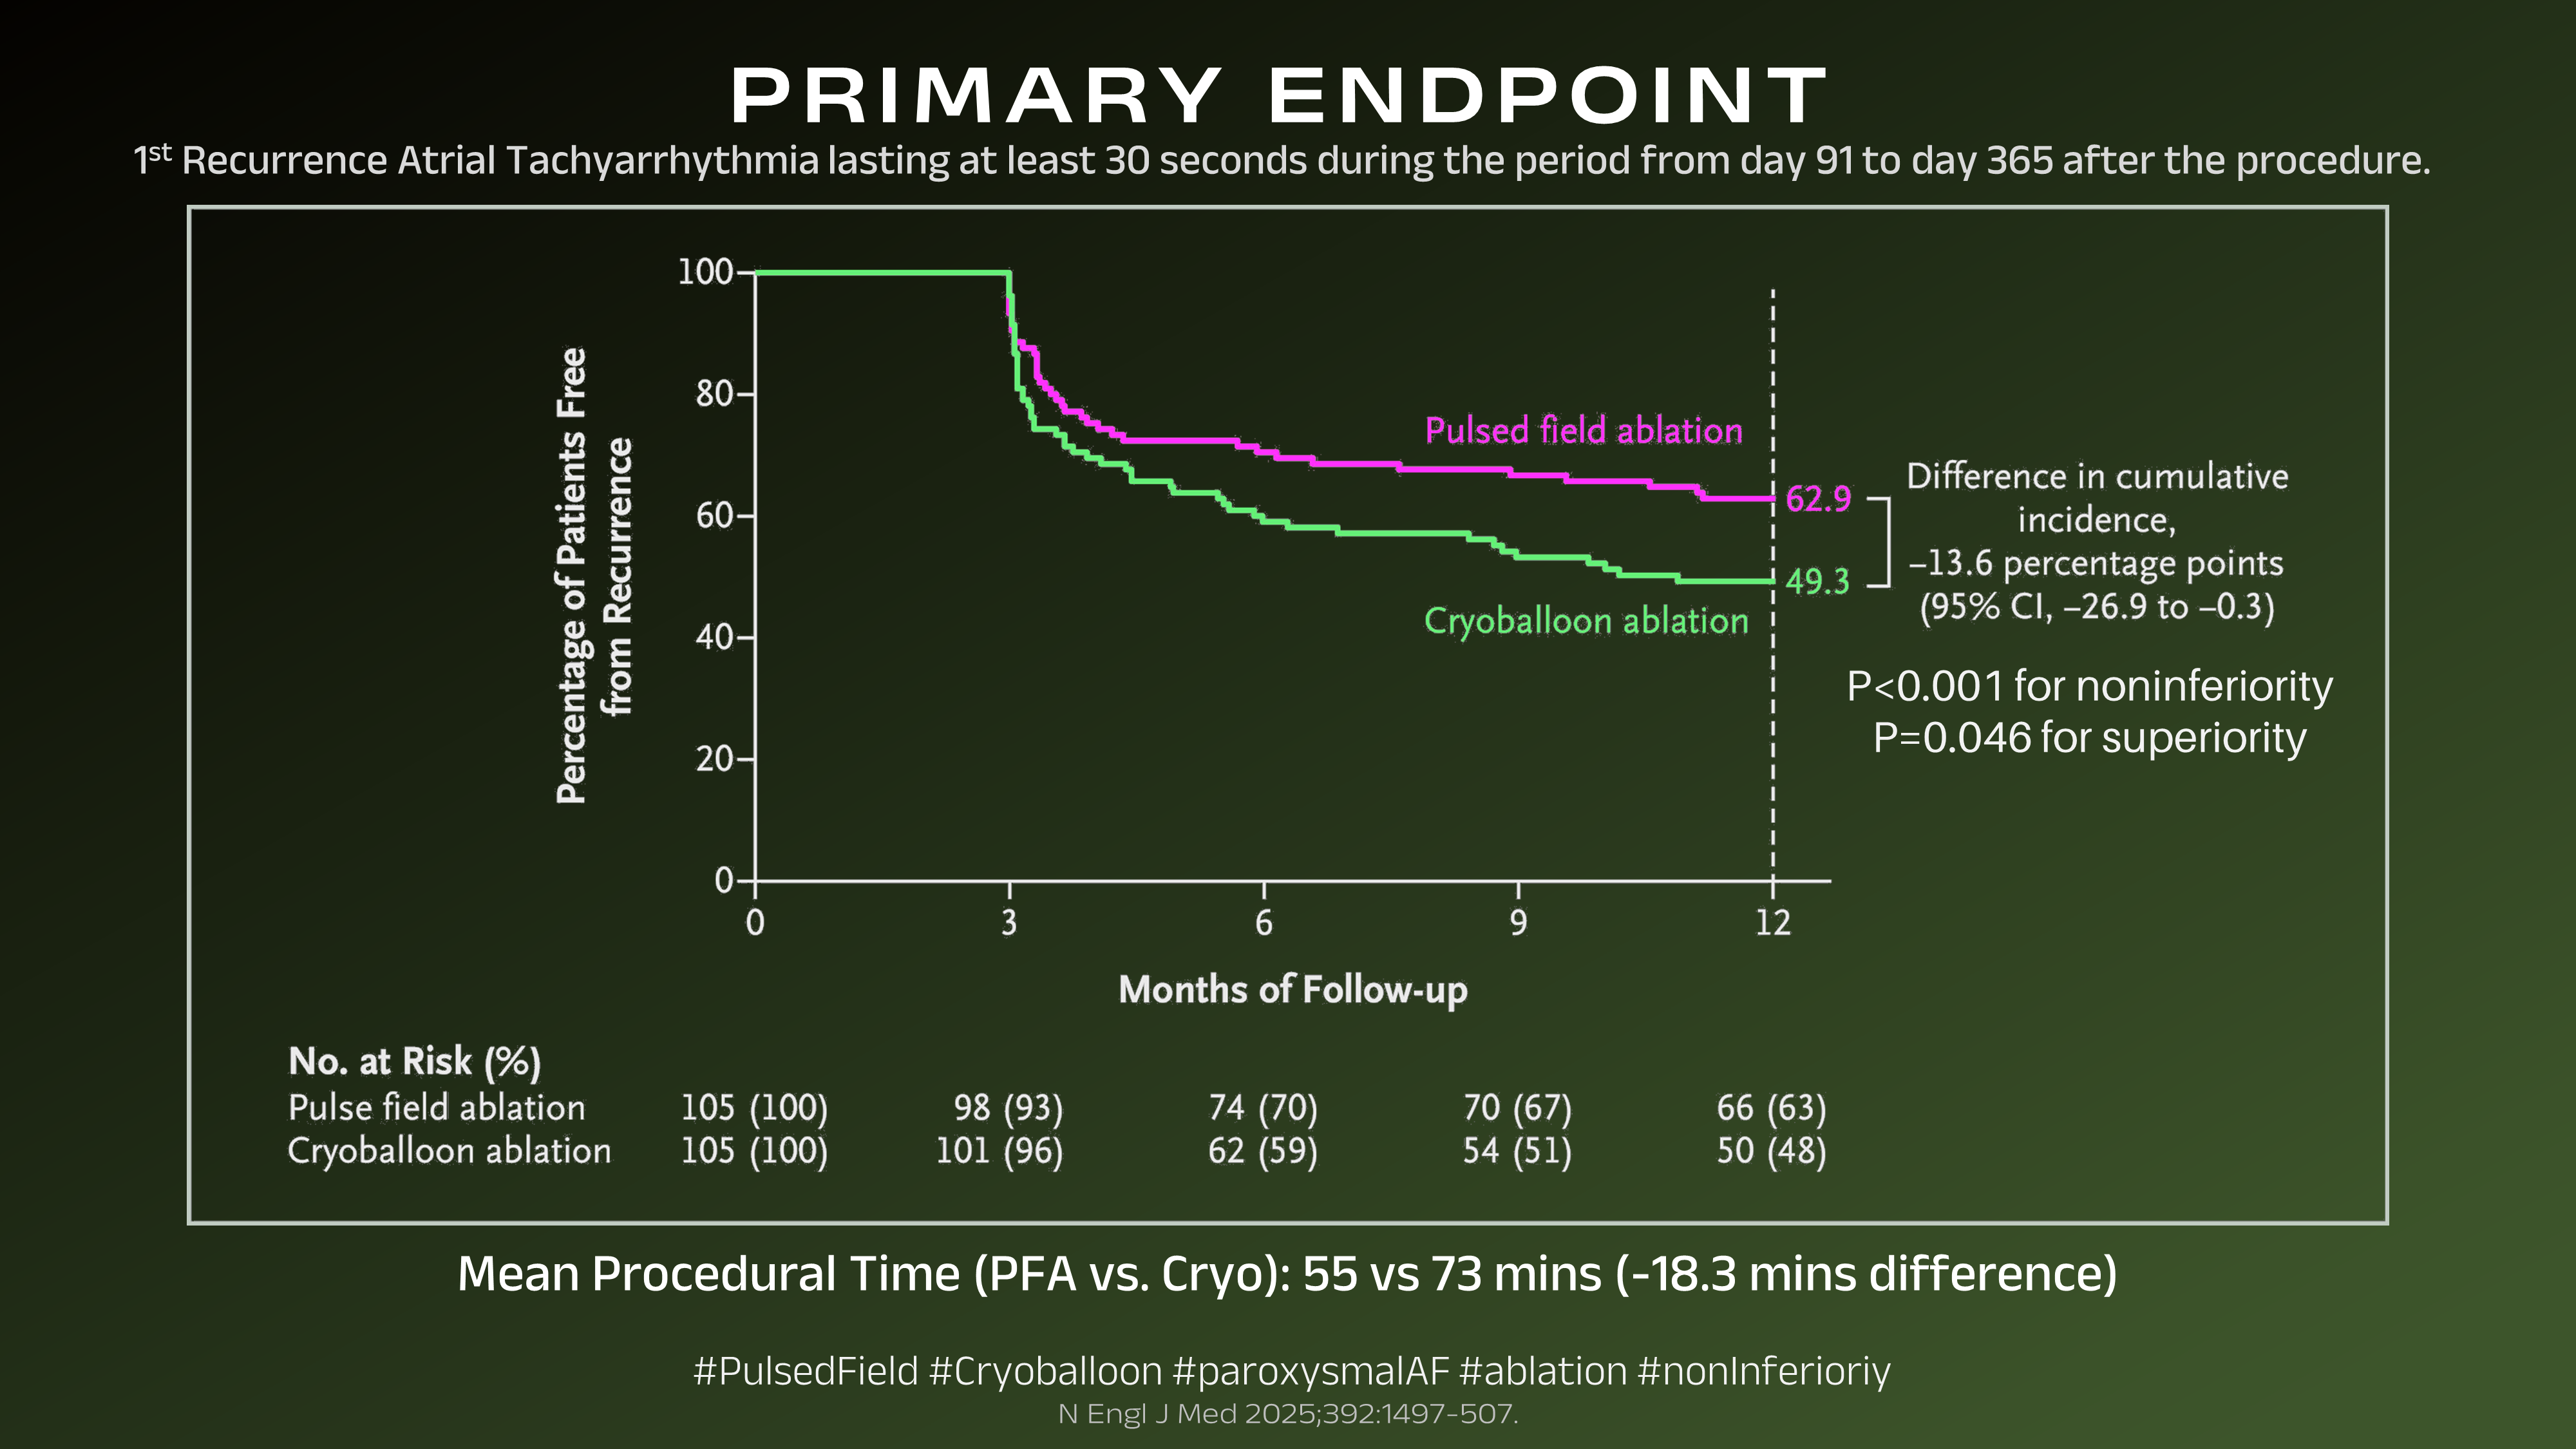 PRIMARY ENDPOINT
1st Recurrence Atrial Tachyarrhythmia lasting at least 30 seconds during the period from day 91 to day 365 after the procedure.
Percentage of Patients Free
from Recurrence
100
80
60
40
20
0
Pulsed field ablation
62.9
49.3
Cryoballoon ablation
Difference in cumulative
incidence,
–13.6 percentage points
(95% CI, –26.9 to –0.3)
P<0.001 for noninferiority
P=0.046 for superiority
0 3 6 9 12
Months of Follow-up
No. at Risk (%)
Pulse field ablation 105 (100) 98 (93) 74 (70) 70 (67) 66 (63)
Cryoballoon ablation 105 (100) 101 (96) 62 (59) 54 (51) 50 (48)
Mean Procedural Time (PFA vs. Cryo): 55 vs 73 mins (-18.3 mins difference)
#PulsedField #Cryoballoon #paroxysmalAF #ablation #nonInferioriy
N Engl J Med 2025;392:1497-507.